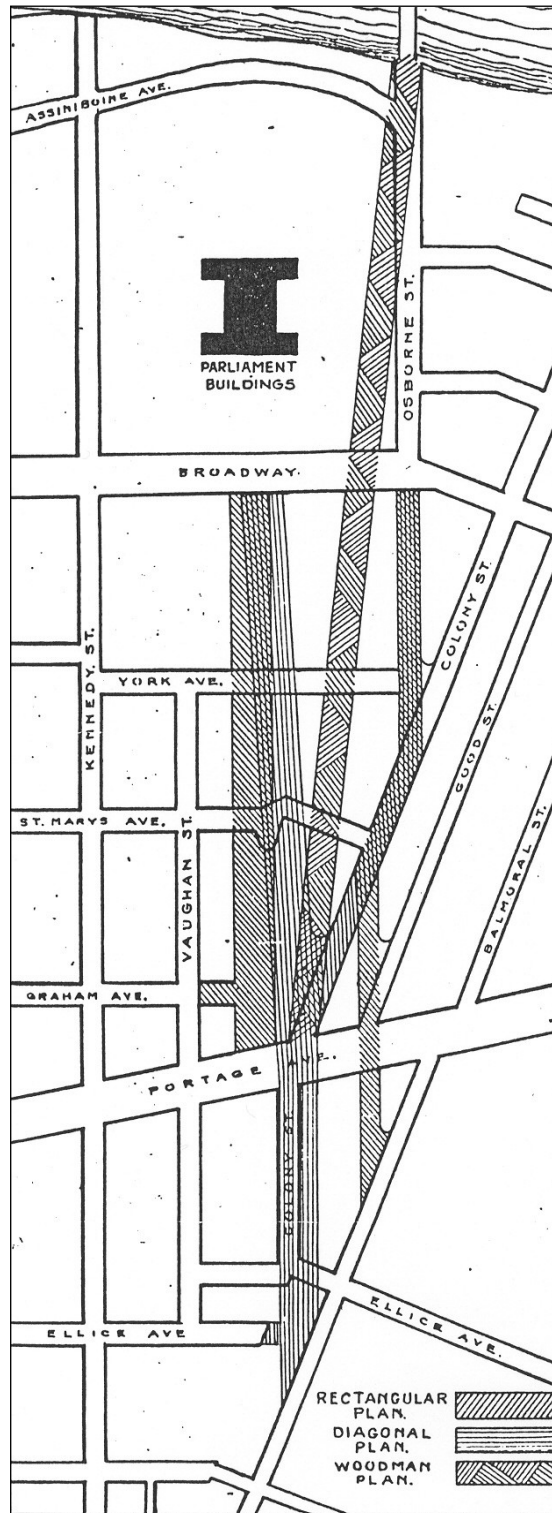 ASSINIBOINE AVE.
PARLIAMENT
BUILDINGS
OSBORNE ST.
BROADWAY.
COLONY ST.
KENNEDY. ST.
YORK AVE.
GOOD ST.
ST. MARYS AVE.
VAUGHAN ST.
BALMORAL ST.
GRAHAM AVE.
PORTAGE AVE.
COLONY ST.
ELLICE AVE
ELLICE AVE.
RECTANGULAR
PLAN.
DIAGONAL
PLAN.
WOODMAN
PLAN.